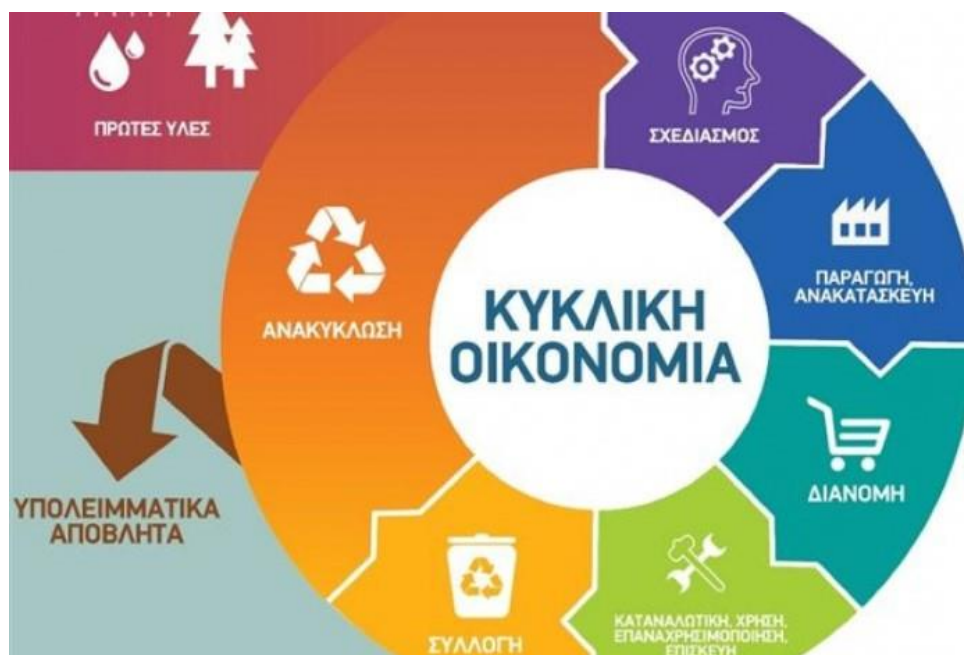 ΠΡΩΤΕΣ ΥΛΕΣ
ΣΧΕΔΙΑΣΜΟΣ
ΠΑΡΑΓΩΓΗ,
ΑΝΑΚΑΤΑΣΚΕΥΗ
ΑΝΑΚΥΚΛΩΣΗ
ΚΥΚΛΙΚΗ
ΟΙΚΟΝΟΜΙΑ
ΔΙΑΝΟΜΗ
ΥΠΟΛΕΙΜΜΑΤΙΚΑ
ΑΠΟΒΛΗΤΑ
ΚΑΤΑΝΑΛΩΤΙΚΗ, ΧΡΗΣΗ,
ΕΠΑΝΑΧΡΗΣΙΜΟΠΟΙΗΣΗ,
ΕΠΙΣΚΕΥΗ
ΣΥΛΛΟΓΗ